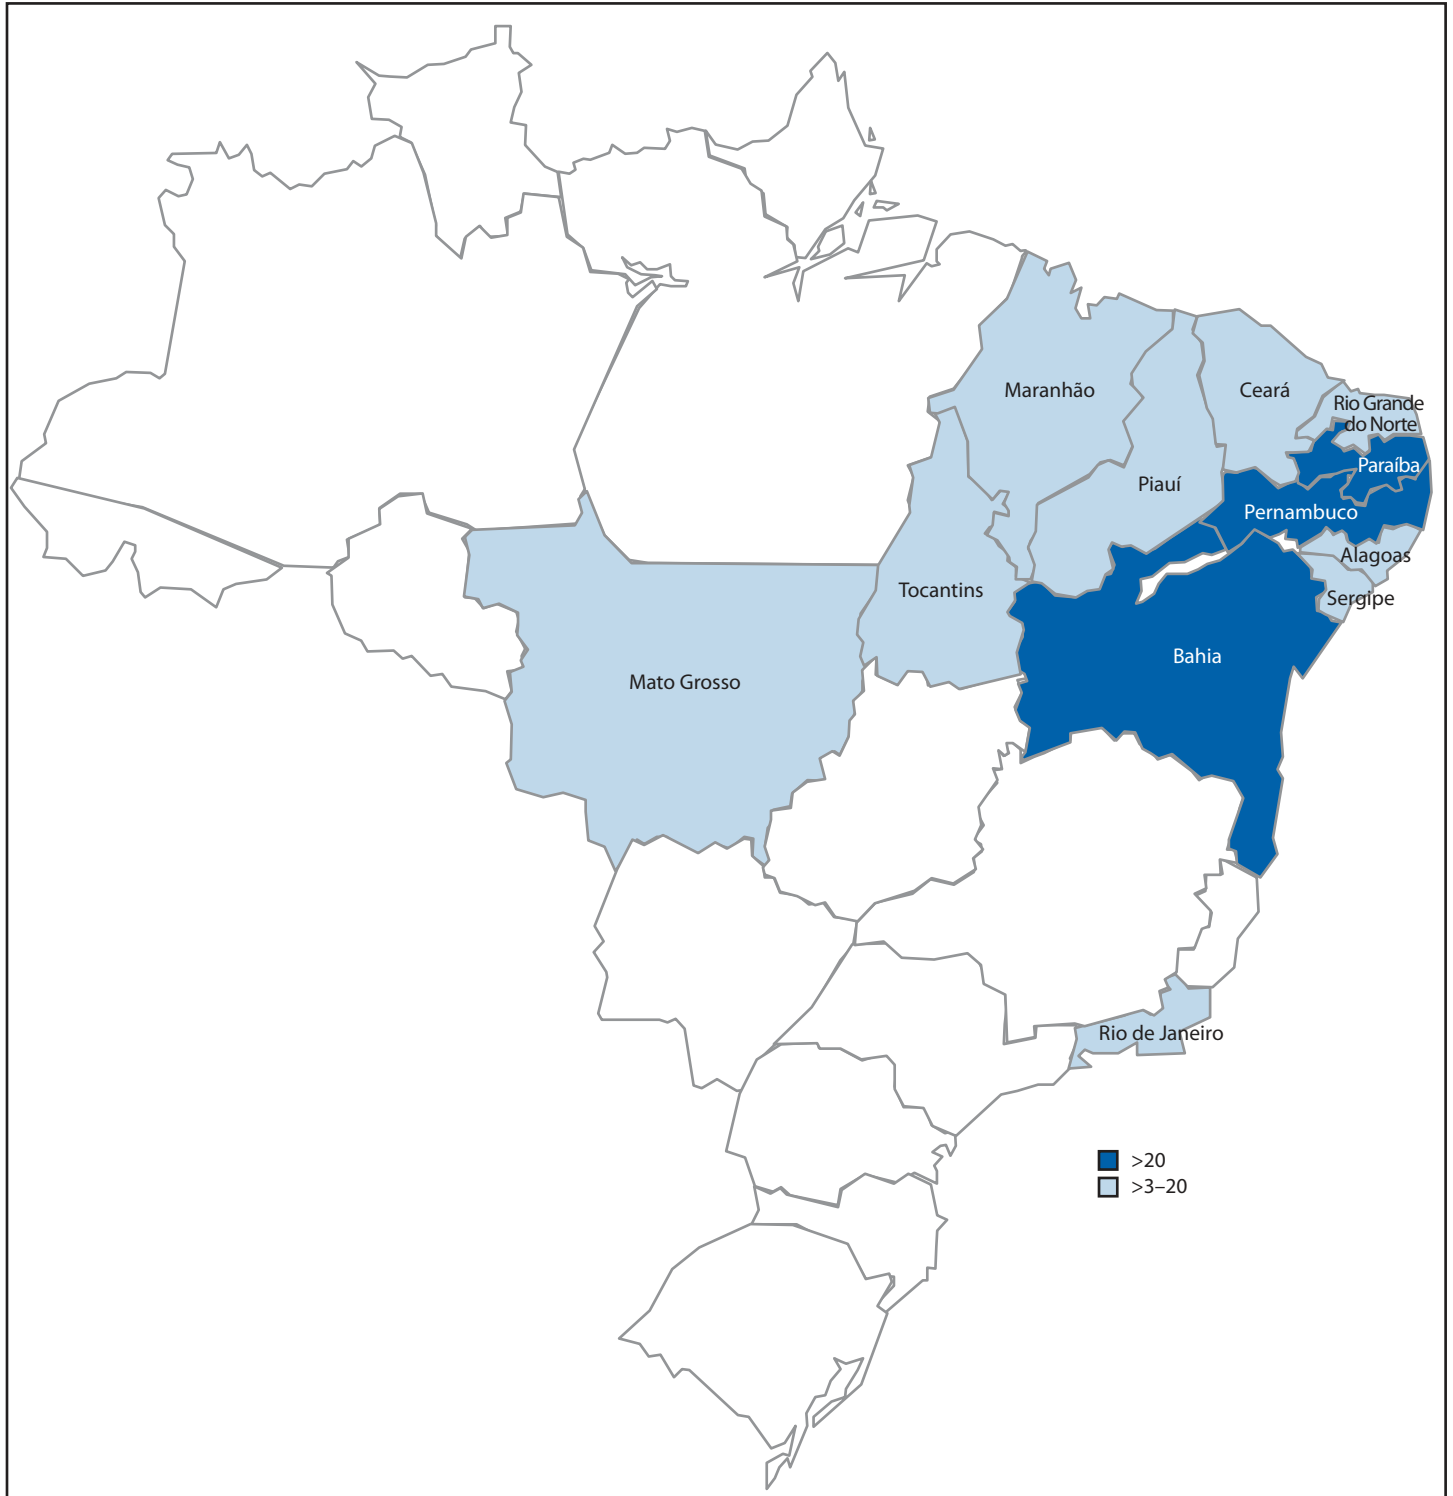 Maranhão
Ceará
Rio Grande
do Norte
Paraíba
Piauí
Pernambuco
Alagoas
Tocantins
Sergipe
Bahia
Mato Grosso
Rio de Janeiro
>20
>3–20